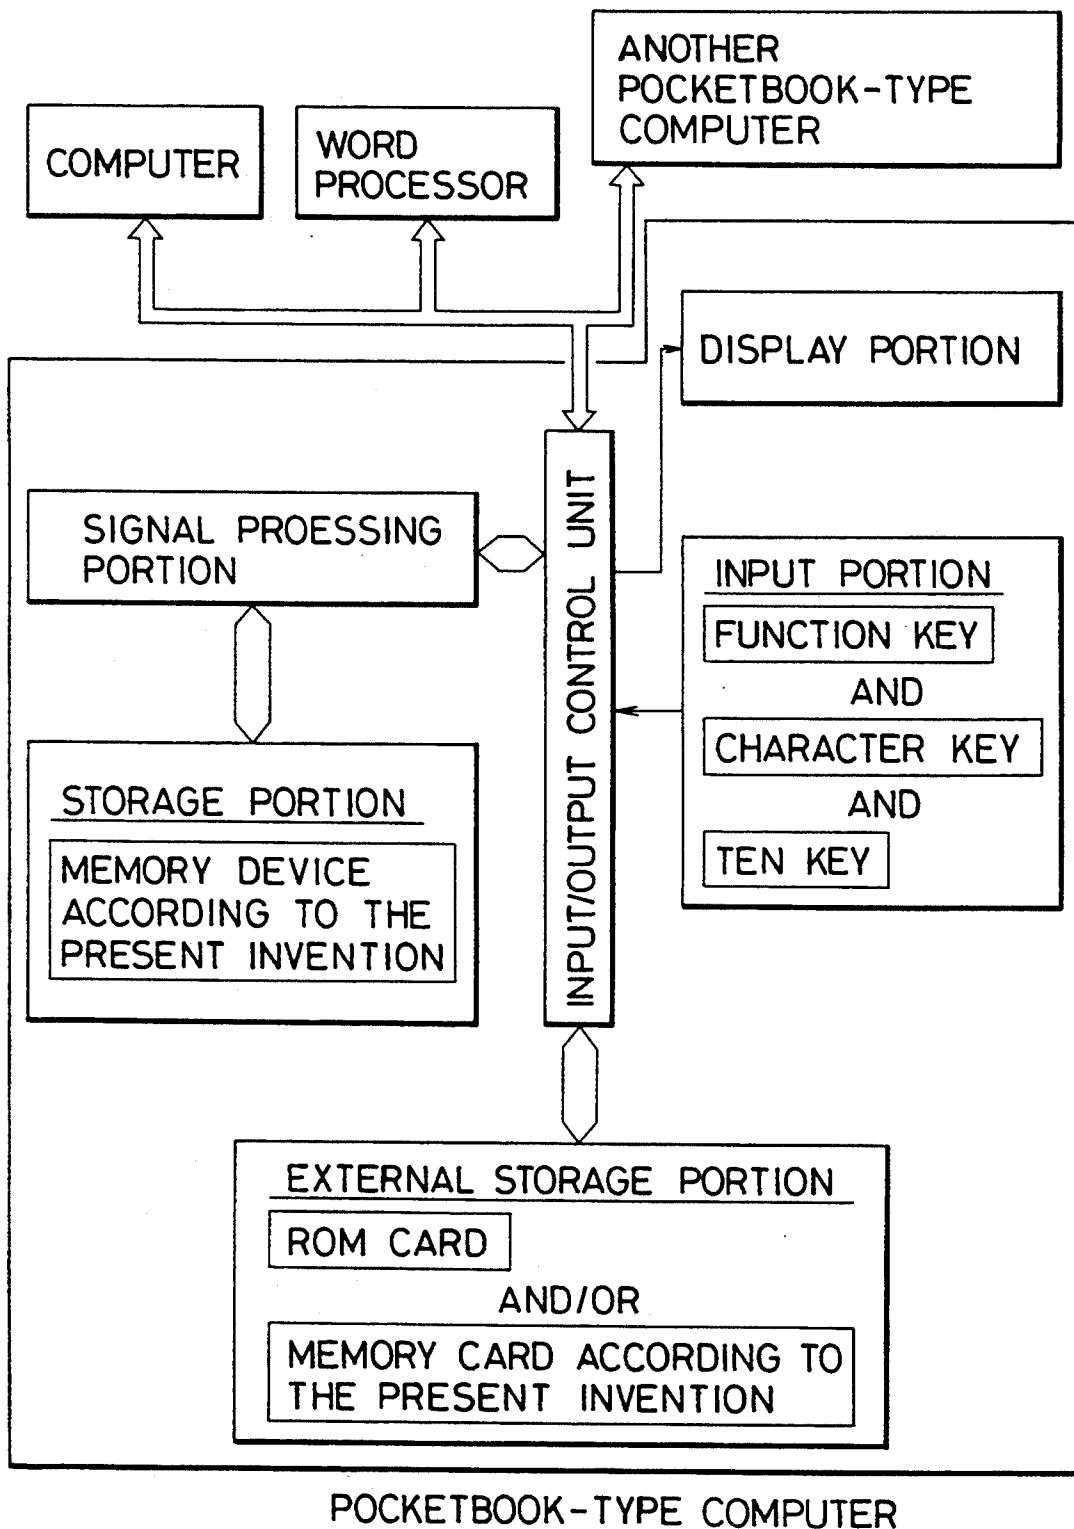 ANOTHER
POCKETBOOK-TYPE
COMPUTER
COMPUTER
WORD
PROCESSOR
DISPLAY PORTION
SIGNAL PROESSING
PORTION
INPUT/OUTPUT CONTROL UNIT
INPUT PORTION
FUNCTION KEY
AND
CHARACTER KEY
AND
TEN KEY
STORAGE PORTION
MEMORY DEVICE
ACCORDING TO THE
PRESENT INVENTION
EXTERNAL STORAGE PORTION
ROM CARD
AND/OR
MEMORY CARD ACCORDING TO
THE PRESENT INVENTION
POCKETBOOK-TYPE COMPUTER